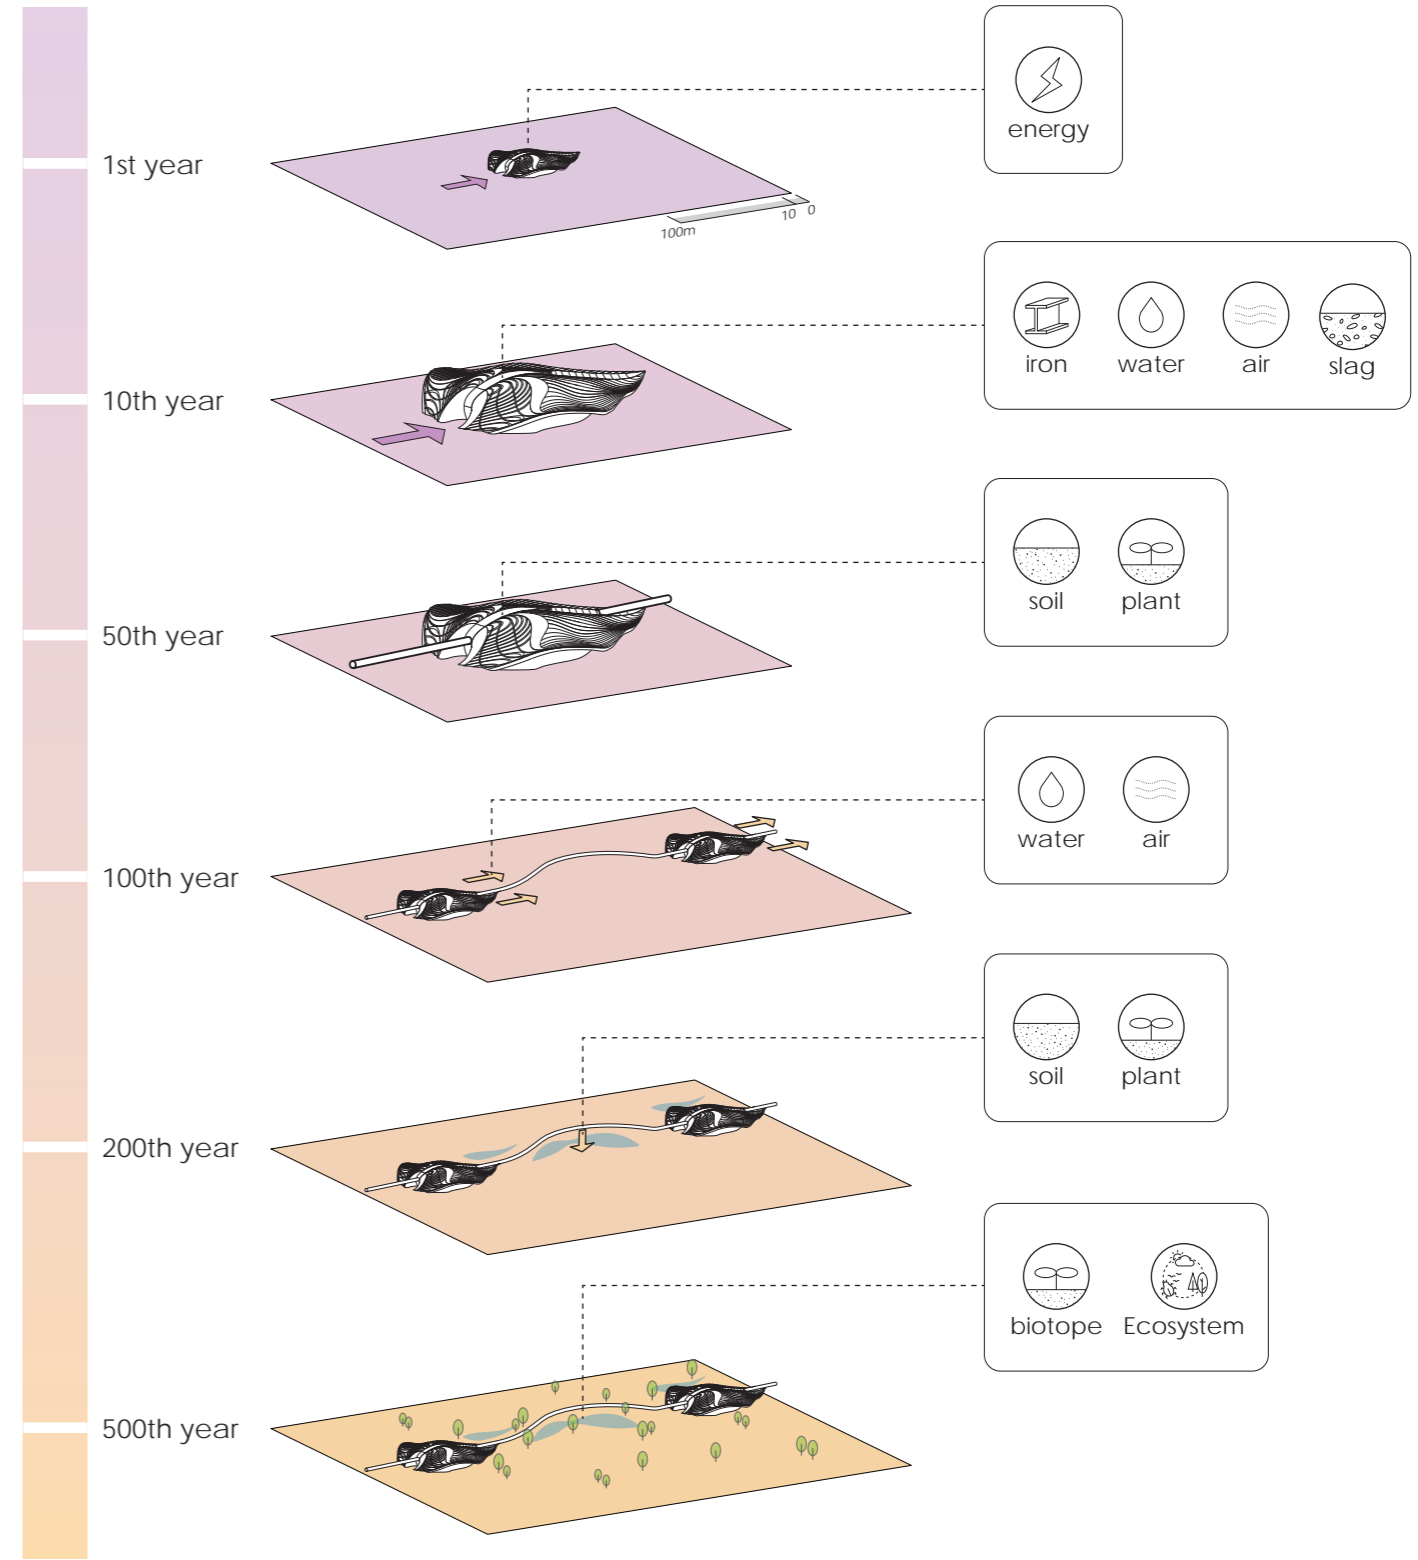 energy
1st year
10 0
100m
iron water air slag
10th year
soil plant
50th year
water air
100th year
soil plant
200th year
biotope Ecosystem
500th year